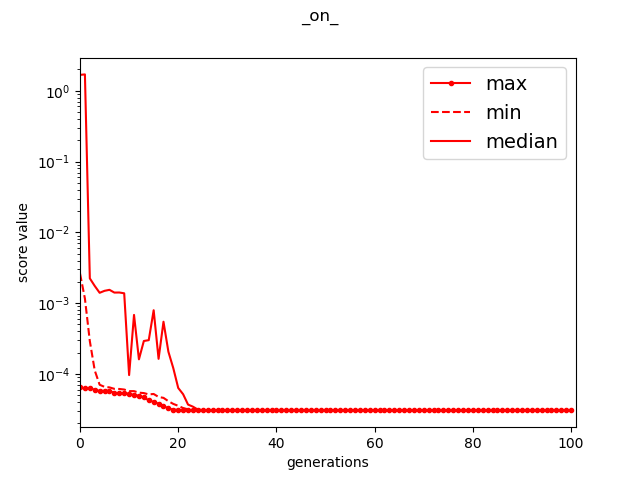 _on_
max
min
median
10^0
10^-1
10^-2
10^-3
10^-4
score value
0 20 40 60 80 100
generations